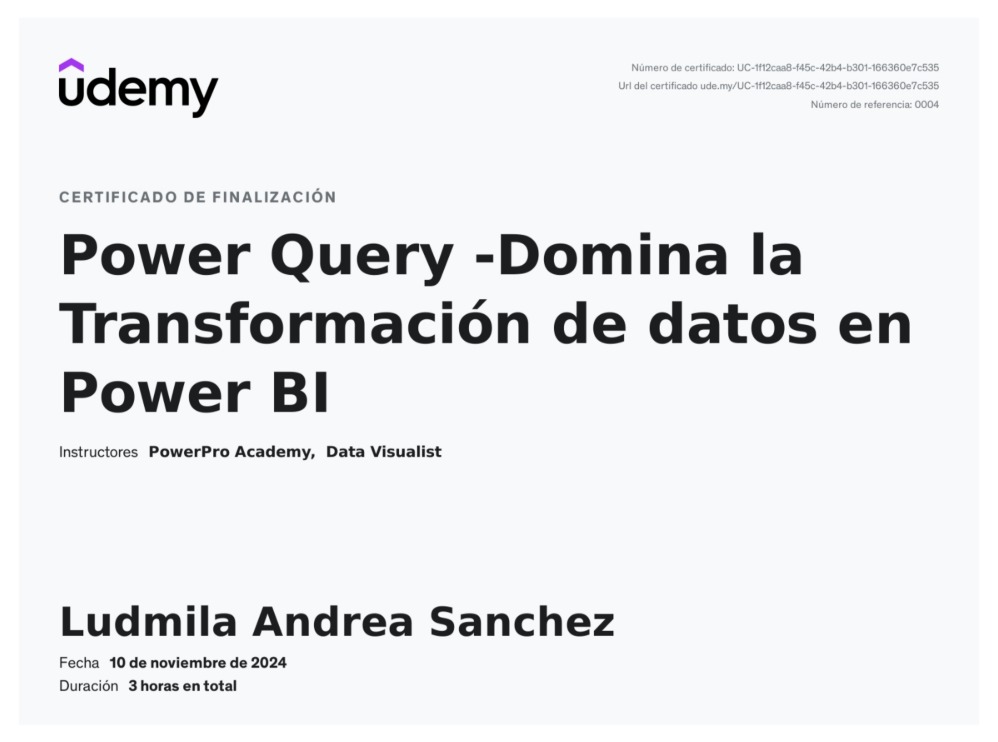 udemy
Número de certificado: UC-1f12caa8-f45c-42b4-b301-166360e7c535
Url del certificado ude.my/UC-1f12caa8-f45c-42b4-b301-166360e7c535
Número de referencia: 0004
CERTIFICADO DE FINALIZACIÓN
Power Query -Domina la
Transformación de datos en
Power BI
Instructores PowerPro Academy, Data Visualist
Ludmila Andrea Sanchez
Fecha 10 de noviembre de 2024
Duración 3 horas en total